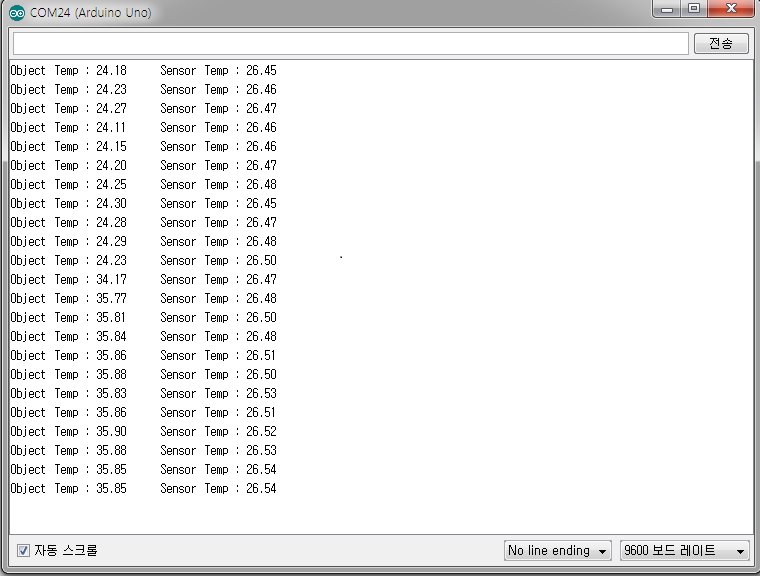 COM24 (Arduino Uno)
전송
Object Temp : 24.18 Sensor Temp : 26.45
Object Temp : 24.23 Sensor Temp : 26.46
Object Temp : 24.27 Sensor Temp : 26.47
Object Temp : 24.11 Sensor Temp : 26.46
Object Temp : 24.15 Sensor Temp : 26.46
Object Temp : 24.20 Sensor Temp : 26.47
Object Temp : 24.25 Sensor Temp : 26.48
Object Temp : 24.30 Sensor Temp : 26.45
Object Temp : 24.28 Sensor Temp : 26.47
Object Temp : 24.29 Sensor Temp : 26.48
Object Temp : 24.23 Sensor Temp : 26.50
Object Temp : 34.17 Sensor Temp : 26.47
Object Temp : 35.77 Sensor Temp : 26.48
Object Temp : 35.81 Sensor Temp : 26.50
Object Temp : 35.84 Sensor Temp : 26.48
Object Temp : 35.86 Sensor Temp : 26.51
Object Temp : 35.88 Sensor Temp : 26.50
Object Temp : 35.83 Sensor Temp : 26.53
Object Temp : 35.86 Sensor Temp : 26.51
Object Temp : 35.90 Sensor Temp : 26.52
Object Temp : 35.88 Sensor Temp : 26.53
Object Temp : 35.85 Sensor Temp : 26.54
Object Temp : 35.85 Sensor Temp : 26.54
자동 스크롤 No line ending 9600 보드 레이트